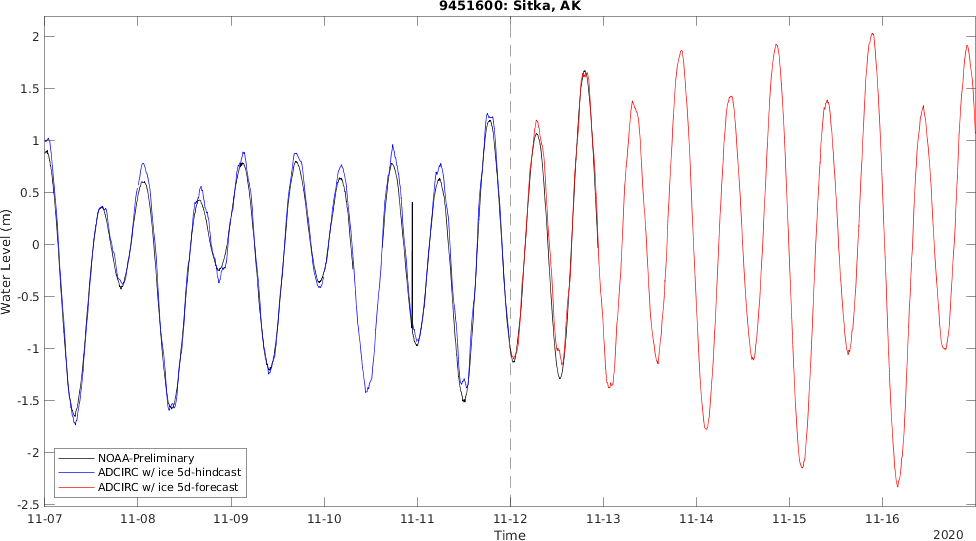 9451600: Sitka, AK
2
1.5
1
0.5
0
-0.5
-1
-1.5
-2
-2.5
Water Level (m)
NOAA-Preliminary
ADCIRC w/ ice 5d-hindcast
ADCIRC w/ ice 5d-forecast
11-07 11-08 11-09 11-10 11-11 11-12 11-13 11-14 11-15 11-16
Time
2020